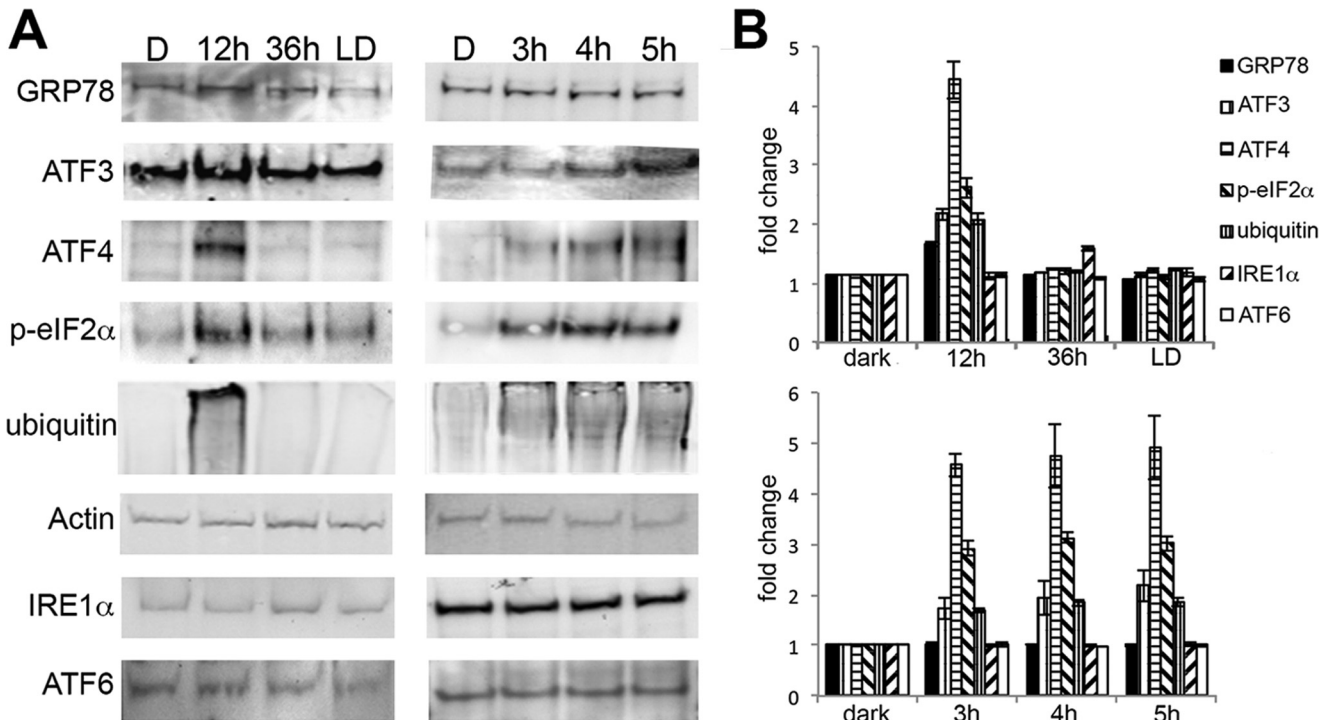 A
D 12h 36h LD D 3h 4h 5h
GRP78
ATF3
ATF4
p-eIF2α
ubiquitin
Actin
IRE1α
ATF6
B
fold change
5
4
3
2
1
0
dark 12h 36h LD
GRP78
ATF3
ATF4
p-eIF2α
ubiquitin
IRE1α
ATF6
fold change
6
5
4
3
2
1
0
dark 3h 4h 5h